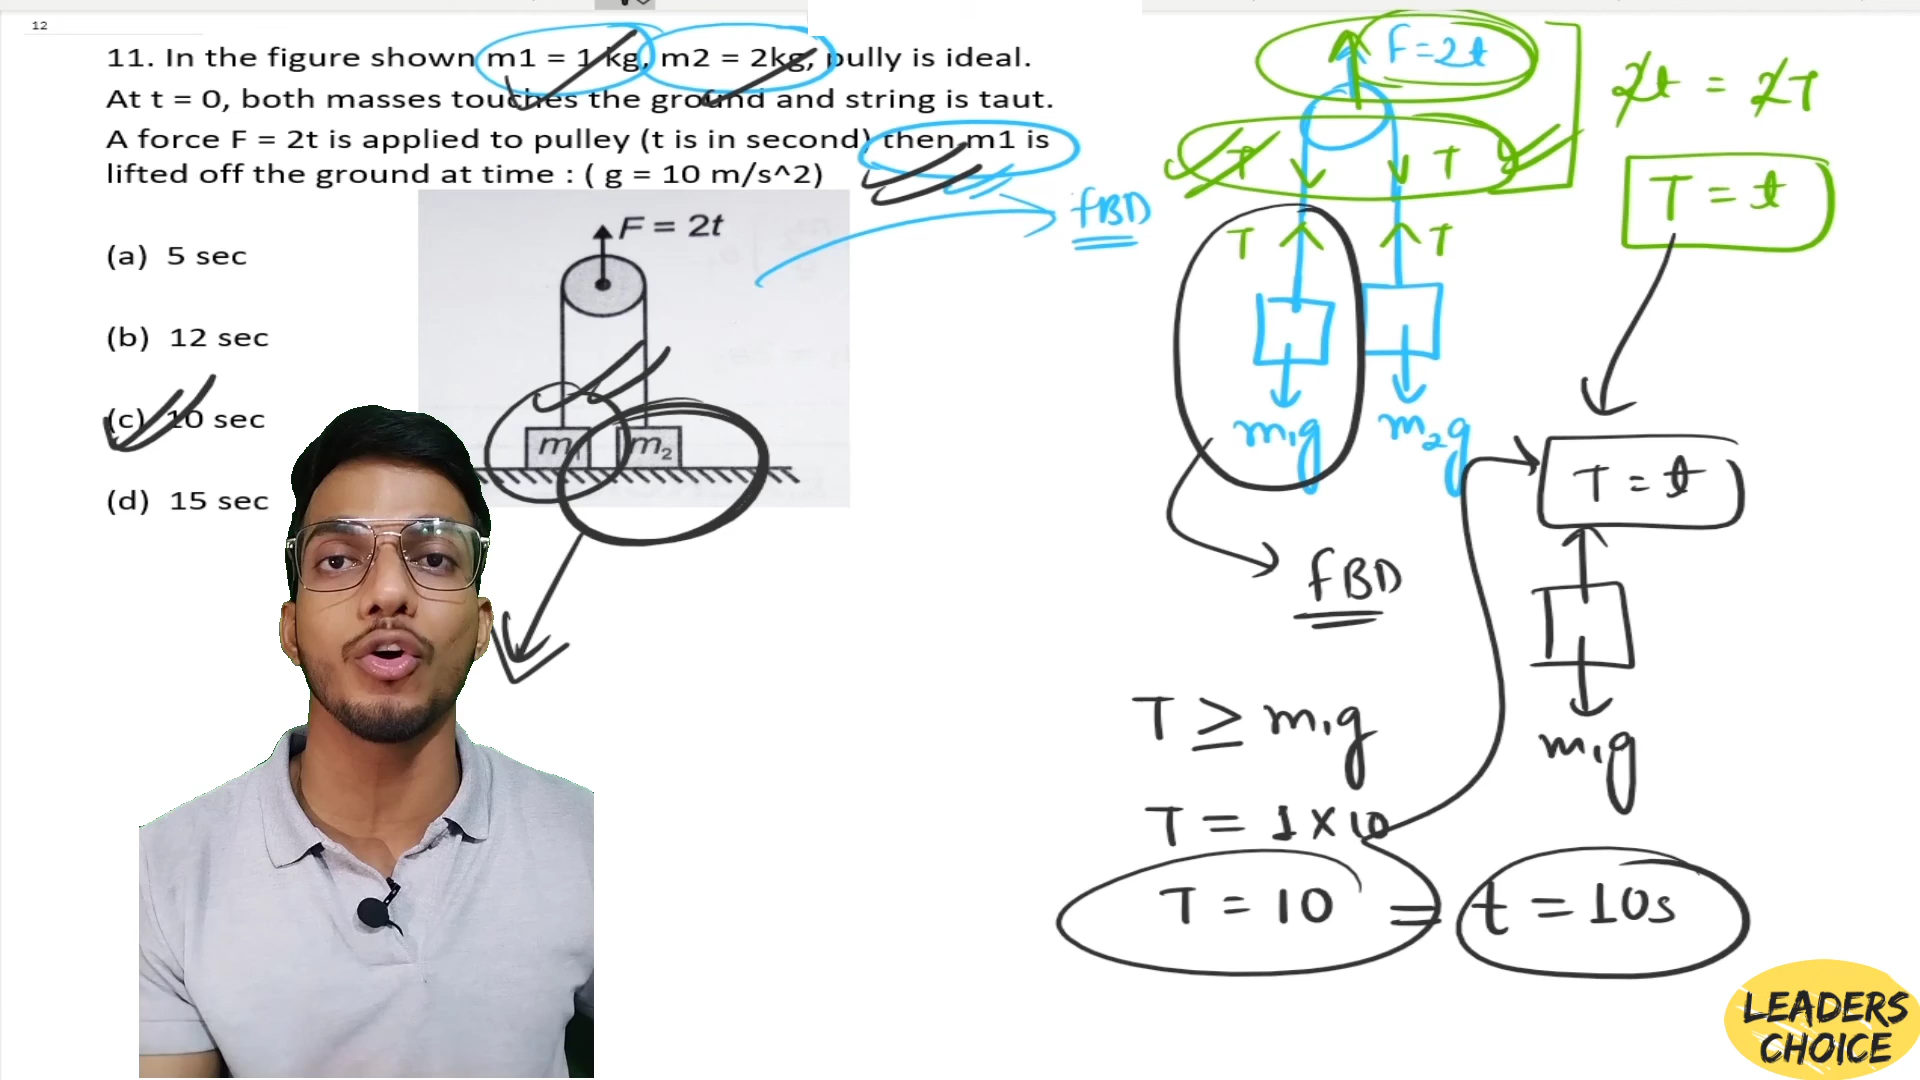 12
11. In the figure shown m1 = 1 kg, m2 = 2kg, pully is ideal.
At t = 0, both masses touches the ground and string is taut.
A force F = 2t is applied to pulley (t is in second) then m1 is
lifted off the ground at time : ( g = 10 m/s^2)
(a) 5 sec
(b) 12 sec
(c) 10 sec
(d) 15 sec
F = 2t
m1
m2
FBD
F = 2t
T T
T T
m1g m2g
2t = 2T
T = t
FBD
T = t
m1g
T ≥ m1g
T = 1 X 10
T = 10 = t = 10s
LEADERS
CHOICE